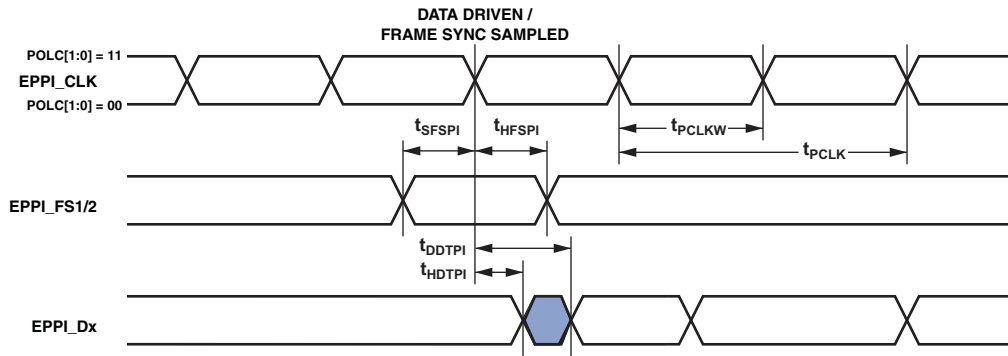 DATA DRIVEN /
FRAME SYNC SAMPLED
POLC[1:0] = 11
EPPI_CLK
POLC[1:0] = 00
tSFSPI
tHFSPI
tPCLKW
tPCLK
EPPI_FS1/2
tDDTPI
tHDTPI
EPPI_Dx